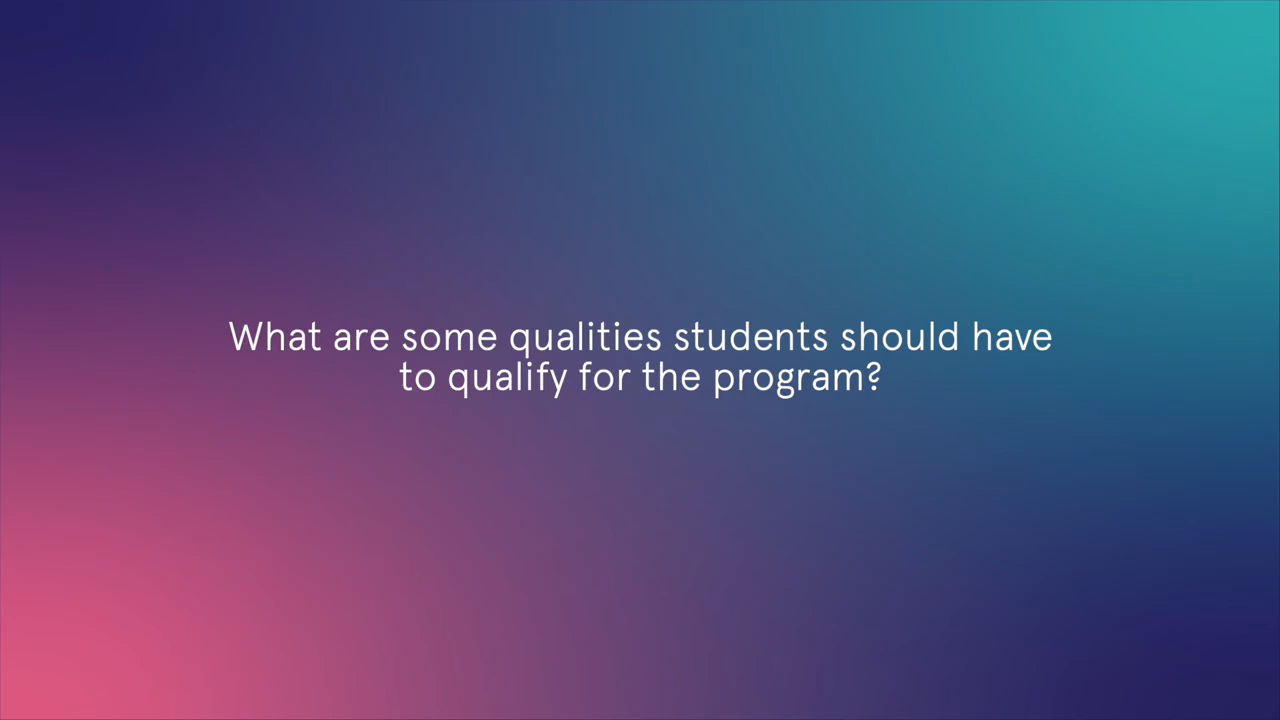 What are some qualities students should have
to qualify for the program?